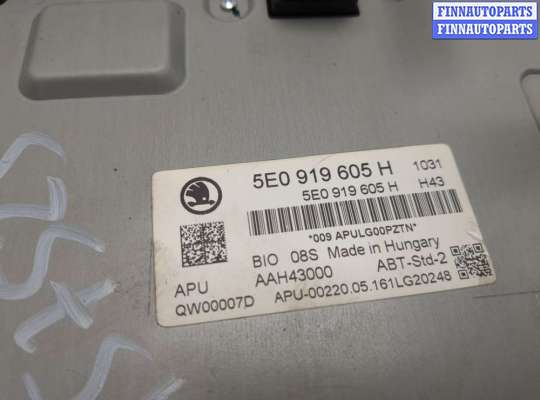 FINNAUTOPARTS
FINNAUTOPARTS
FINNAUTOPARTS
5E0 919 605 H 1031
5E0 919 605 H H43
*009 APULG00PZTN*
BIO 08S Made in Hungary
APU AAH43000 ABT-Std-2
QW00007D APU-00220.05.161LG20248